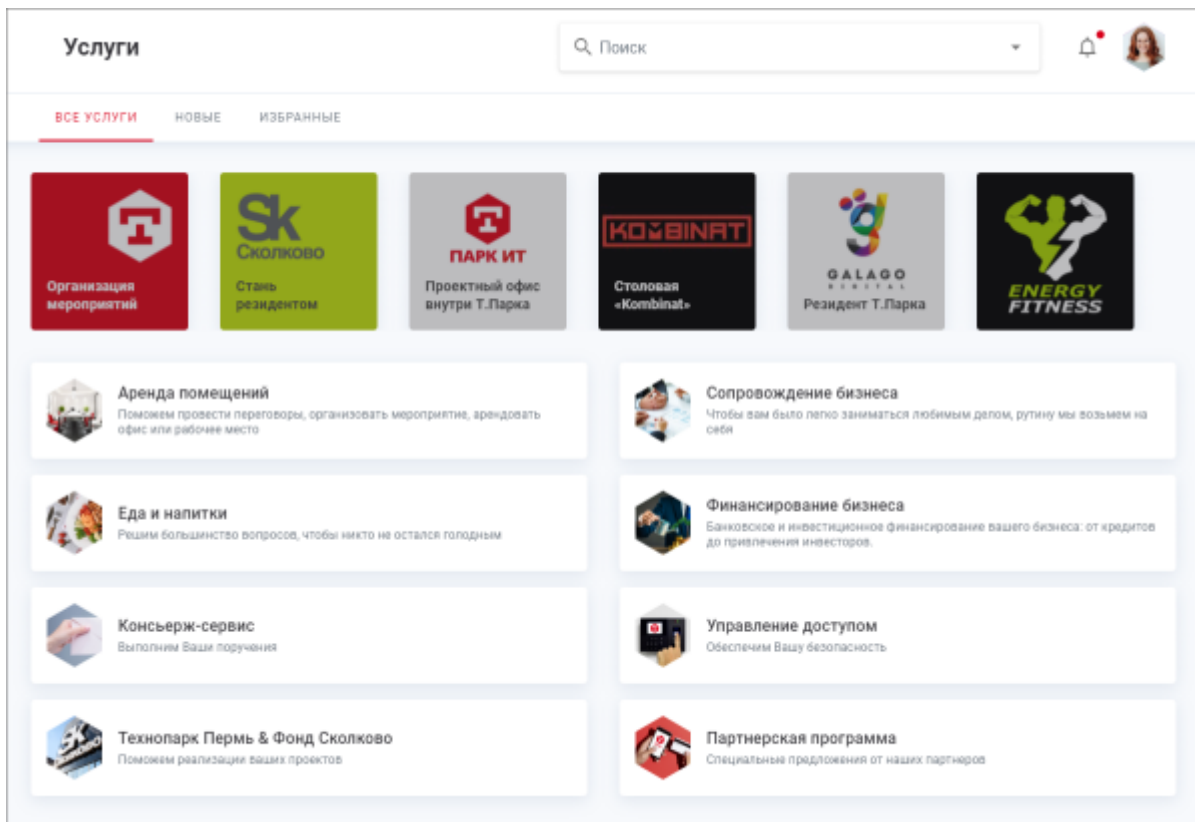 Услуги
Поиск
ВСЕ УСЛУГИ
НОВЫЕ
ИЗБРАННЫЕ
Организация
мероприятий
Sk
Сколково
Стань
резидентом
ПАРК ИТ
Проектный офис
внутри Т.Парка
KOMBINAT
Столовая
«Kombinat»
GALAGO
DIGITAL
Резидент Т.Парка
ENERGY
FITNESS
Аренда помещений
Поможем провести переговоры, организовать мероприятие, арендовать
офис или рабочее место
Сопровождение бизнеса
Чтобы вам было легко заниматься любимым делом, рутину мы возьмем на
себя
Еда и напитки
Решим большинство вопросов, чтобы никто не остался голодным
Финансирование бизнеса
Банковское и инвестиционное финансирование вашего бизнеса: от кредитов
до привлечения инвесторов.
Консьерж-сервис
Выполним Ваши поручения
Управление доступом
Обеспечим Вашу безопасность
Технопарк Пермь & Фонд Сколково
Поможем реализации ваших проектов
Партнерская программа
Специальные предложения от наших партнеров